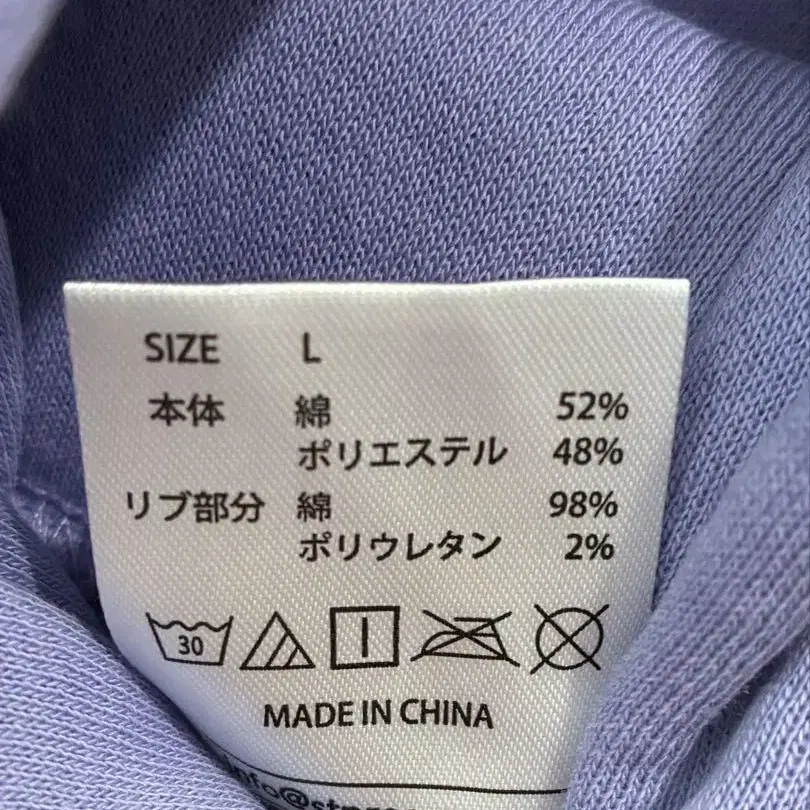 SIZE L
本体 綿 52%
ポリエステル 48%
リブ部分 綿 98%
ポリウレタン 2%
30
MADE IN CHINA